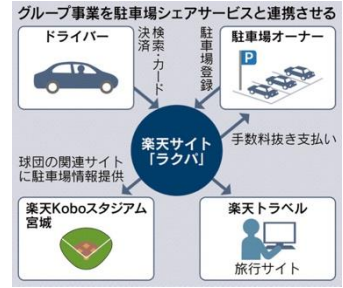 グループ事業を駐車場シェアサービスと連携させる
ドライバー
検索・カード
決済
駐車場登録
駐車場オーナー
P
楽天サイト
「ラクパ」
手数料抜き支払い
球団の関連サイト
に駐車場情報提供
楽天Koboスタジアム
宮城
楽天トラベル
旅行サイト